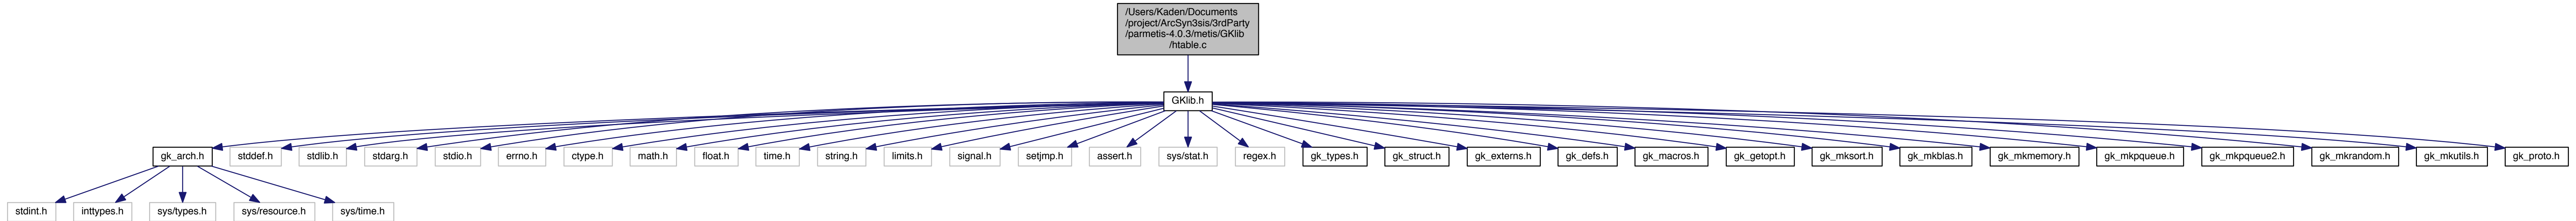 /Users/Kaden/Documents
/project/ArcSyn3sis/3rdParty
/parmetis-4.0.3/metis/GKlib
/htable.c
GKlib.h
gk_arch.h
stddef.h
stdlib.h
stdarg.h
stdio.h
errno.h
ctype.h
math.h
float.h
time.h
string.h
limits.h
signal.h
setjmp.h
assert.h
sys/stat.h
regex.h
gk_types.h
gk_struct.h
gk_externs.h
gk_defs.h
gk_macros.h
gk_getopt.h
gk_mksort.h
gk_mkblas.h
gk_mkmemory.h
gk_mkpqueue.h
gk_mkpqueue2.h
gk_mkrandom.h
gk_mkutils.h
gk_proto.h
stdint.h
inttypes.h
sys/types.h
sys/resource.h
sys/time.h